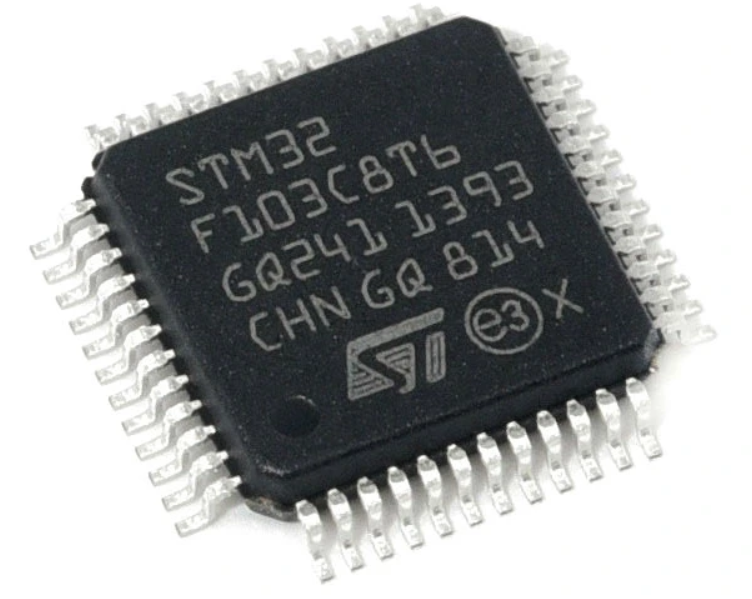 STM32
F103C8T6
GQ241 1393
CHN GQ 814
ST e3 X